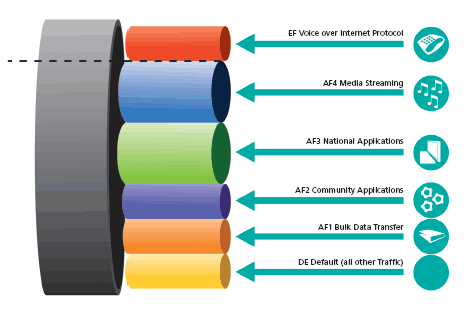 EF Voice over Internet Protocol
AF4 Media Streaming
AF3 National Applications
AF2 Community Applications
AF1 Bulk Data Transfer
DE Default (all other Traffic)